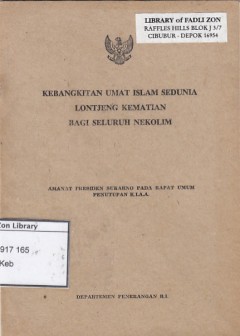 LIBRARY of FADLI ZON
RAFFLES HILLS BLOK J 5/7
CIBUBUR - DEPOK 16954
KEBANGKITAN UMAT ISLAM SEDUNIA
LONTJENG KEMATIAN
BAGI SELURUH NEKOLIM
AMANAT PRESIDEN SUKARNO PADA RAPAT UMUM
PENUTUPAN K.I.A.A.
Zon Library
917 165
Keb
DEPARTEMEN PENERANGAN R.I.